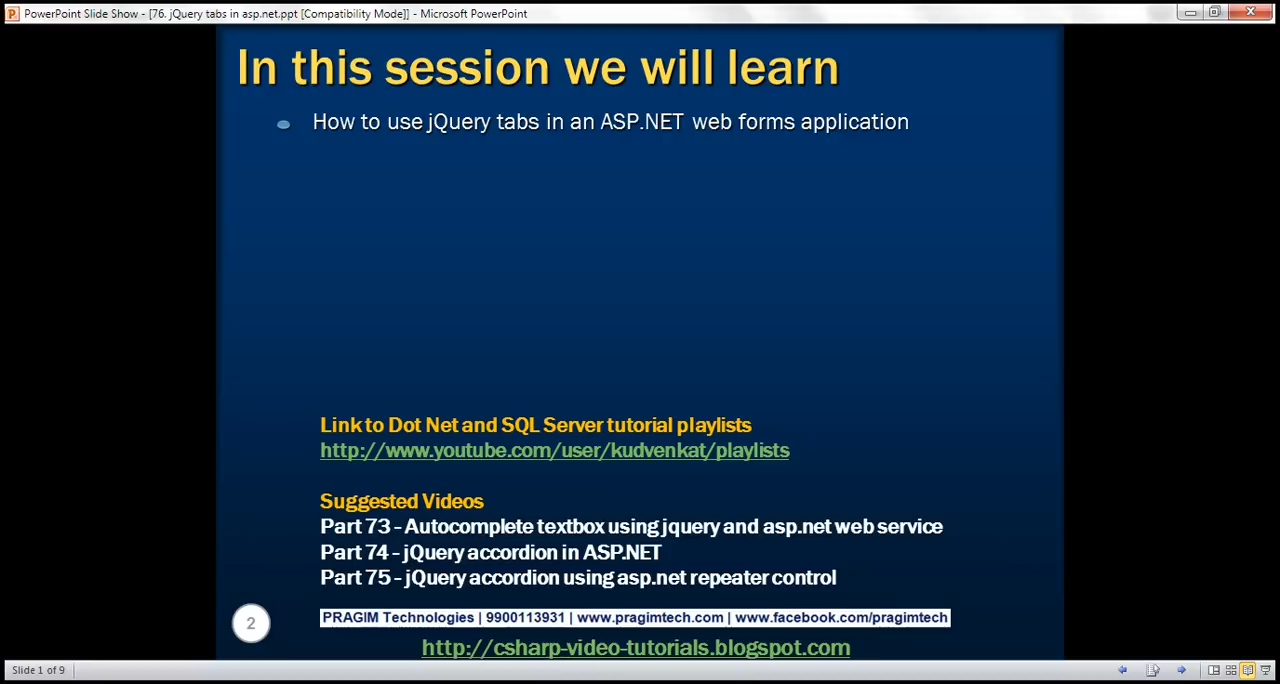 PowerPoint Slide Show - [76. jQuery tabs in asp.net.ppt [Compatibility Mode]] - Microsoft PowerPoint
In this session we will learn
How to use jQuery tabs in an ASP.NET web forms application
Link to Dot Net and SQL Server tutorial playlists
http://www.youtube.com/user/kudvenkat/playlists
Suggested Videos
Part 73 - Autocomplete textbox using jquery and asp.net web service
Part 74 - jQuery accordion in ASP.NET
Part 75 - jQuery accordion using asp.net repeater control
2
PRAGIM Technologies | 9900113931 | www.pragimtech.com | www.facebook.com/pragimtech
http://csharp-video-tutorials.blogspot.com
Slide 1 of 9